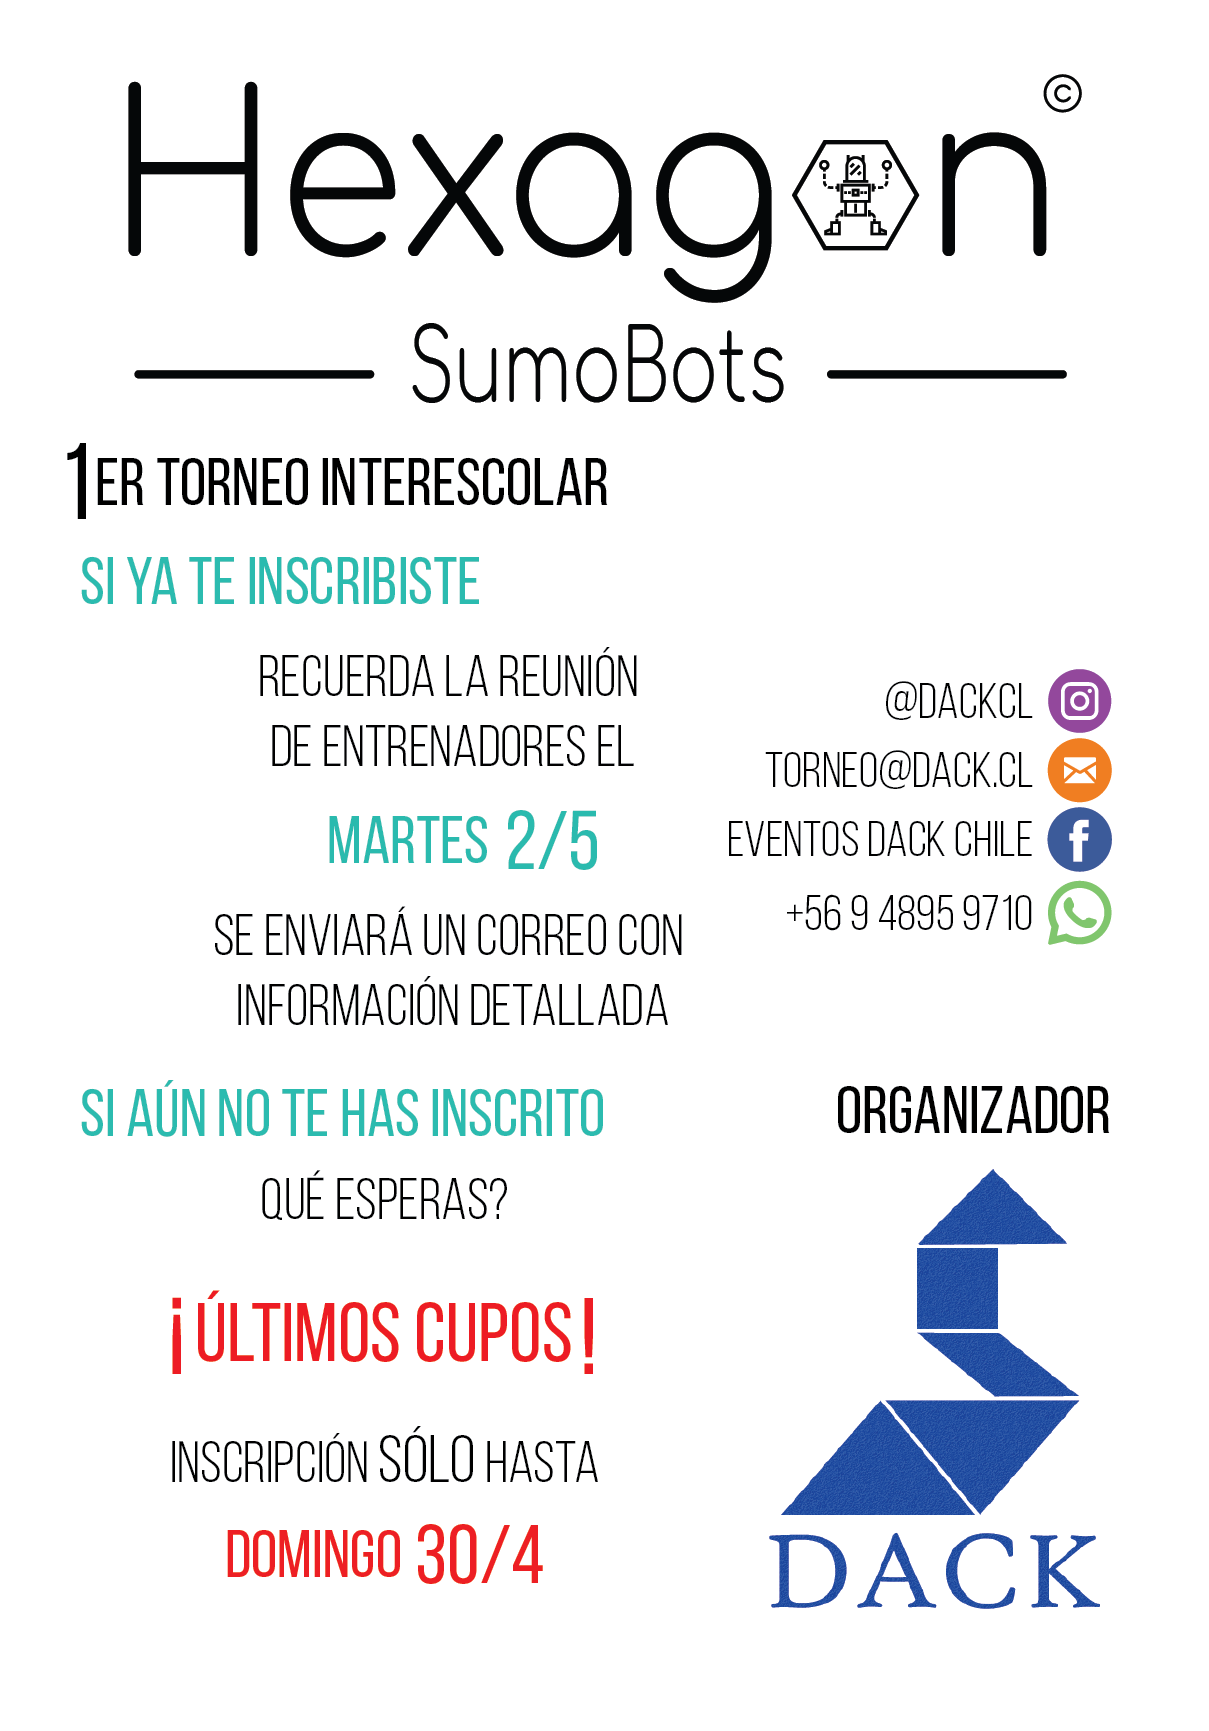 Hexagon ©
SumoBots
1ER TORNEO INTERESCOLAR
SI YA TE INSCRIBISTE
RECUERDA LA REUNIÓN
DE ENTRENADORES EL
MARTES 2/5
SE ENVIARÁ UN CORREO CON
INFORMACIÓN DETALLADA
@DACKCL
TORNEO@DACK.CL
EVENTOS DACK CHILE
+56 9 4895 9710
SI AÚN NO TE HAS INSCRITO
QUÉ ESPERAS?
¡ÚLTIMOS CUPOS!
INSCRIPCIÓN SÓLO HASTA
DOMINGO 30/4
ORGANIZADOR
DACK